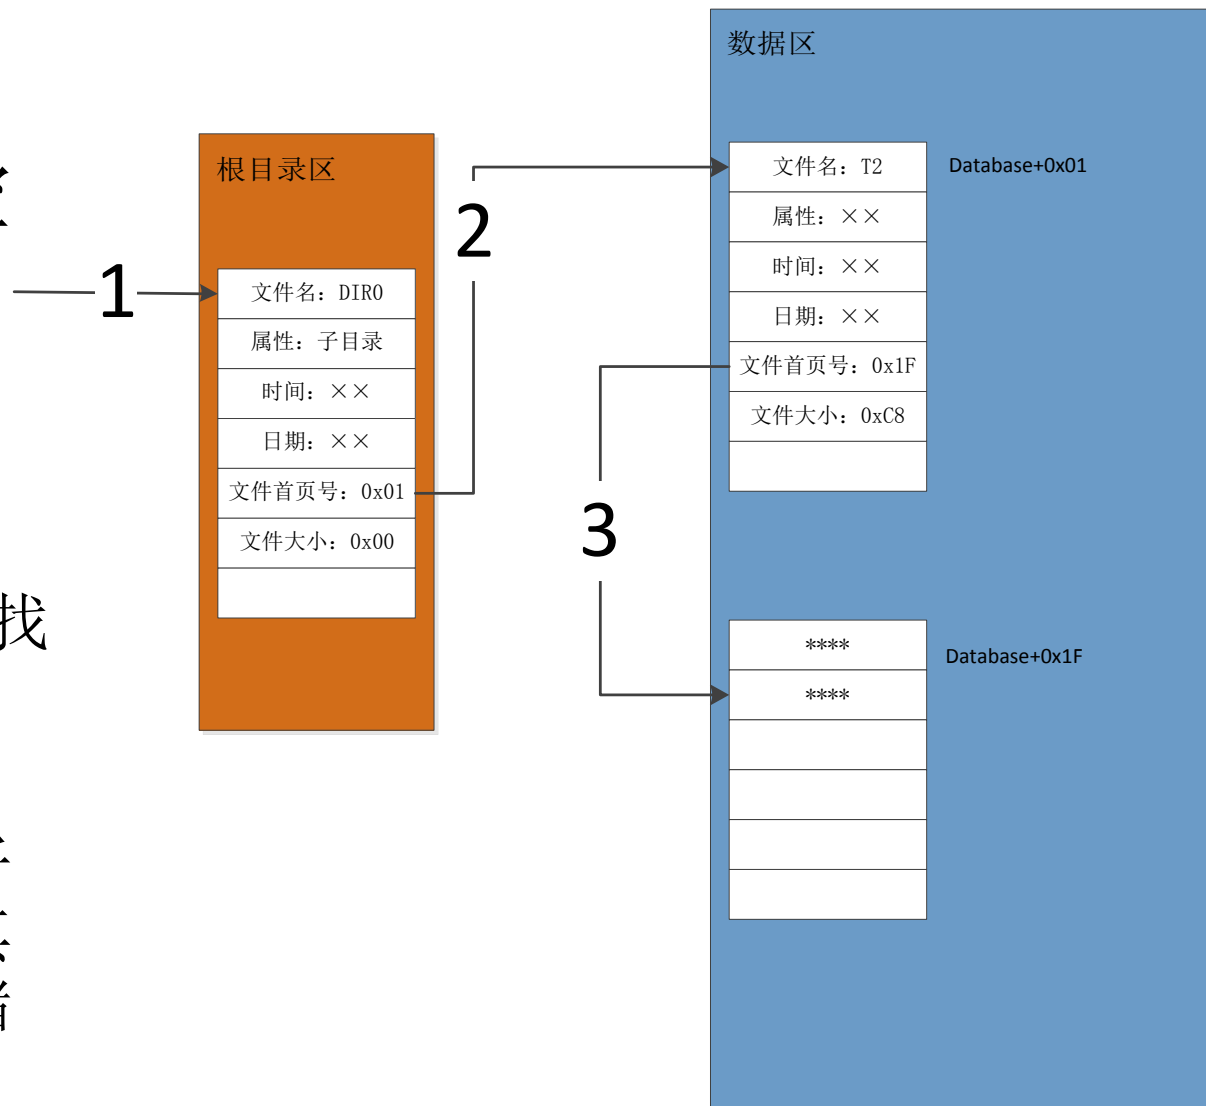 找
1
根目录区
文件名：DIR0
属性：子目录
时间：××
日期：××
文件首页号：0x01
文件大小：0x00
2
3
数据区
文件名：T2
Database+0x01
属性：××
时间：××
日期：××
文件首页号：0x1F
文件大小：0xC8
****
Database+0x1F
****